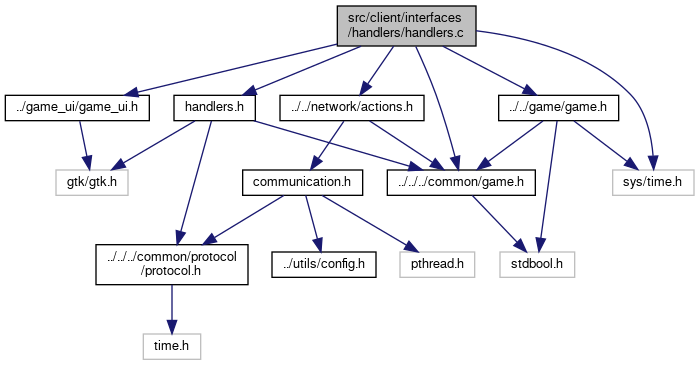 src/client/interfaces
/handlers/handlers.c
../game_ui/game_ui.h
handlers.h
../../network/actions.h
../../game/game.h
gtk/gtk.h
communication.h
../../../common/game.h
sys/time.h
../../../common/protocol
/protocol.h
../utils/config.h
pthread.h
stdbool.h
time.h